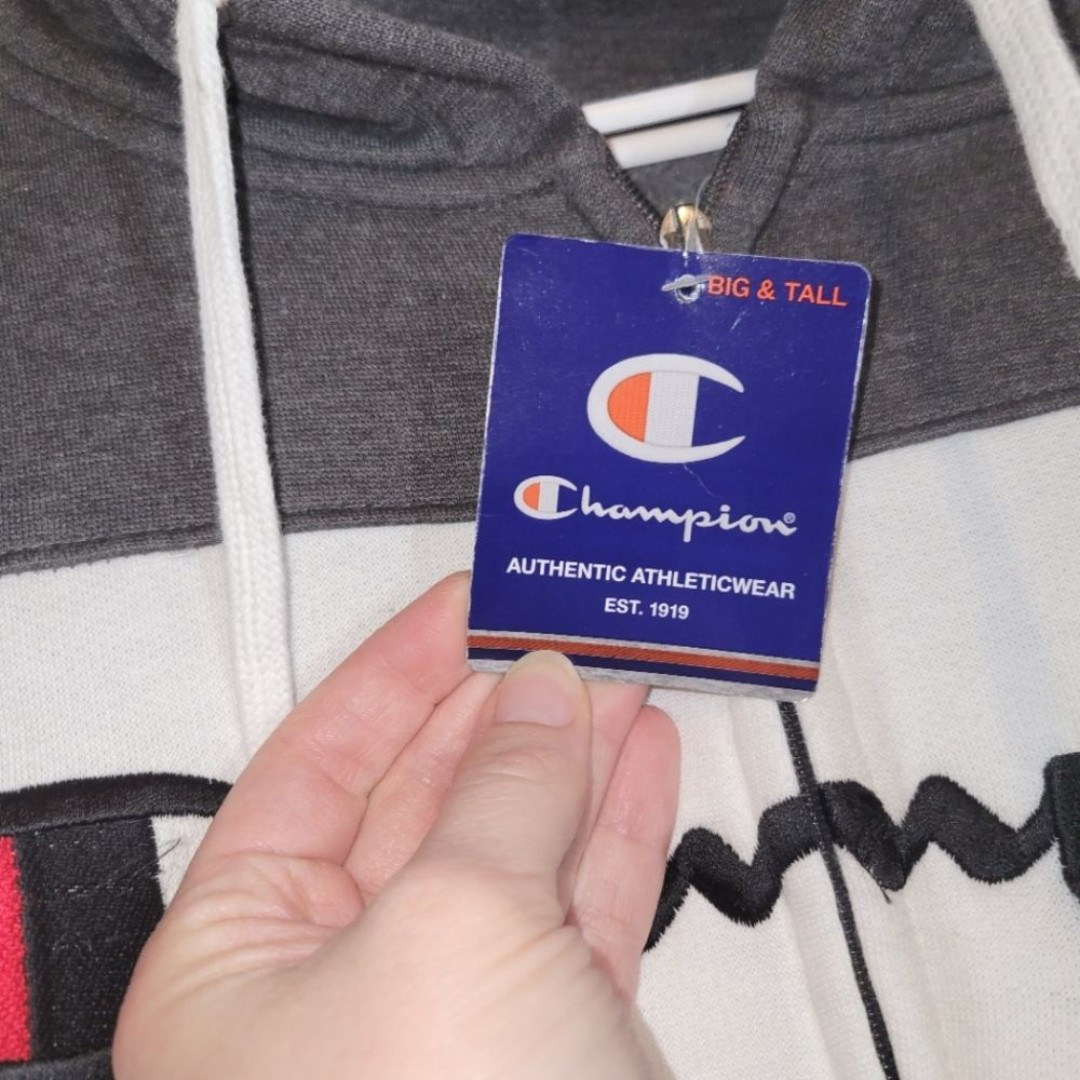 BIG & TALL
Champion®
AUTHENTIC ATHLETICWEAR
EST. 1919